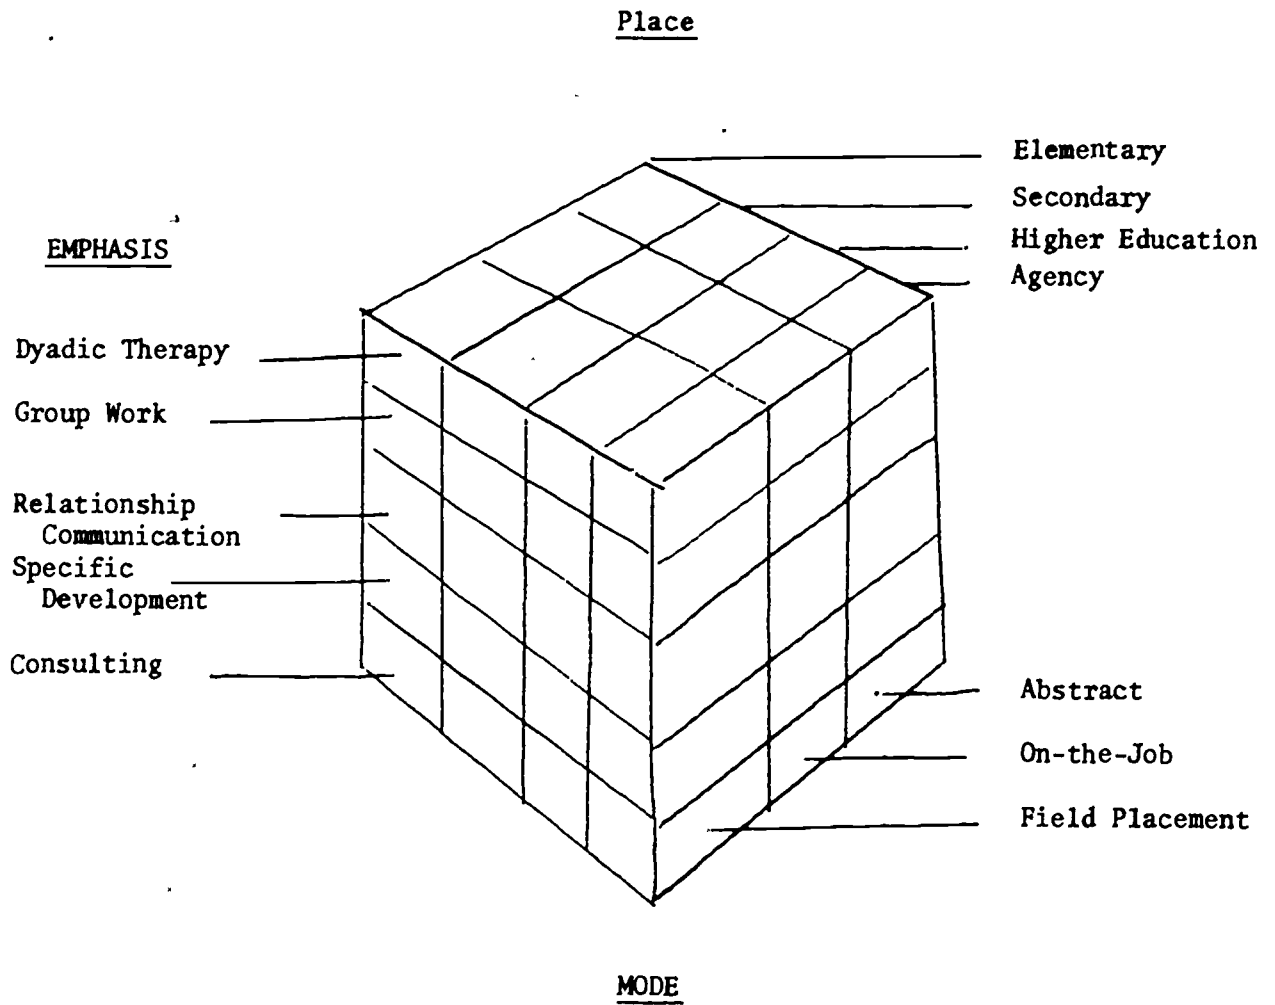 Place
Elementary
Secondary
Higher Education
Agency
EMPHASIS
Dyadic Therapy
Group Work
Relationship
Communication
Specific
Development
Consulting
Abstract
On-the-Job
Field Placement
MODE